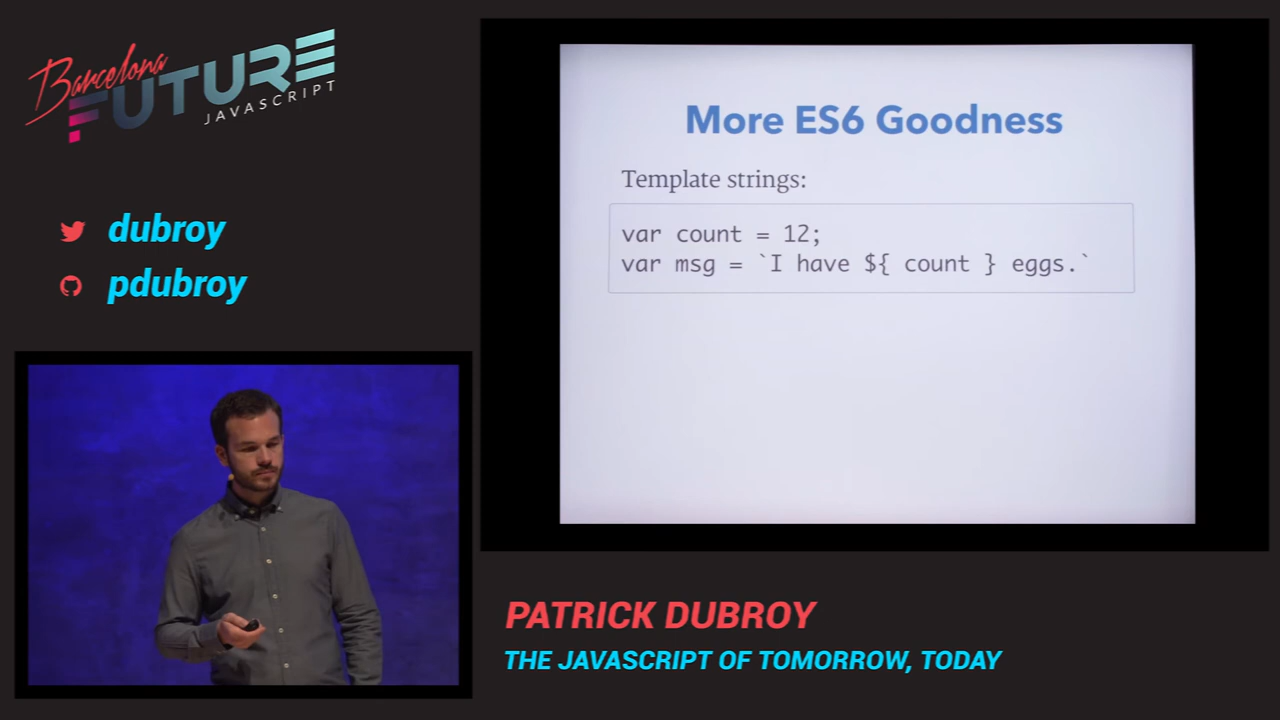 Barcelona
FUTURE
JAVASCRIPT
dubroy
pdubroy
More ES6 Goodness
Template strings:
var count = 12;
var msg = `I have ${ count } eggs.`
PATRICK DUBROY
THE JAVASCRIPT OF TOMORROW, TODAY